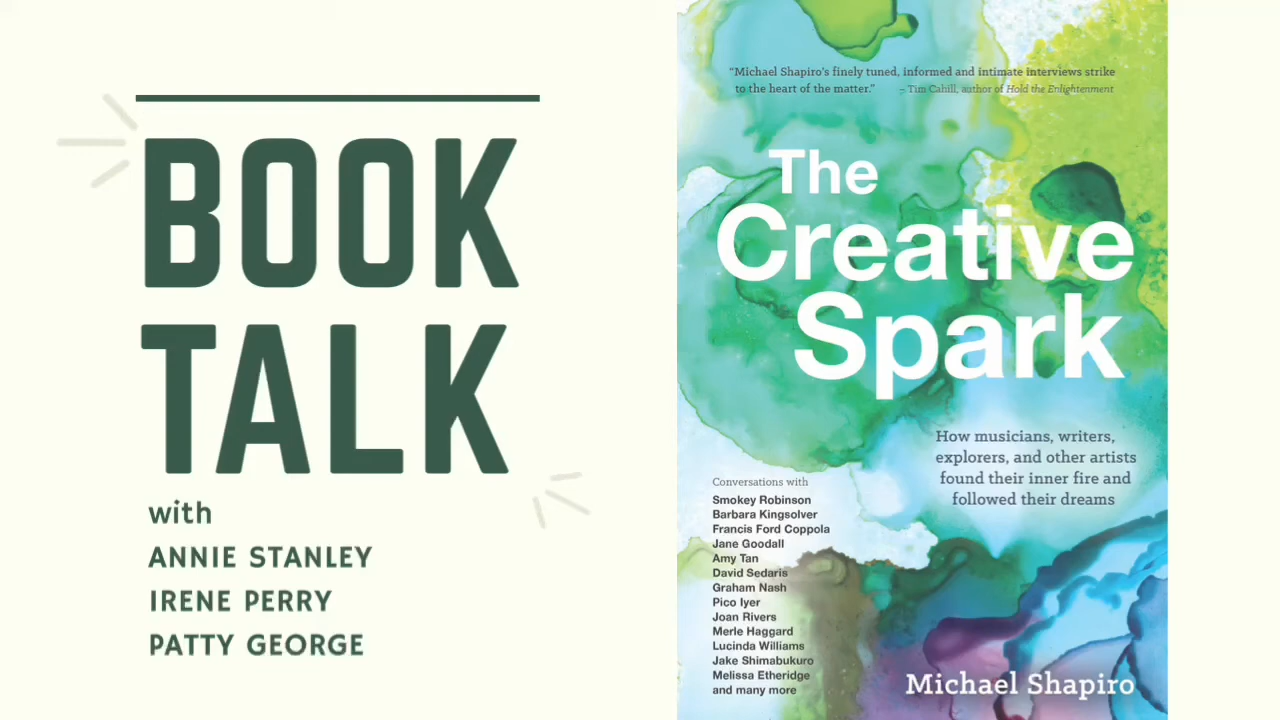 BOOK
TALK
with
ANNIE STANLEY
IRENE PERRY
PATTY GEORGE
“Michael Shapiro’s finely tuned, informed and intimate interviews strike
to the heart of the matter.” – Tim Cahill, author of Hold the Enlightenment
The
Creative
Spark
How musicians, writers,
explorers, and other artists
found their inner fire and
followed their dreams
Conversations with
Smokey Robinson
Barbara Kingsolver
Francis Ford Coppola
Jane Goodall
Amy Tan
David Sedaris
Graham Nash
Pico Iyer
Joan Rivers
Merle Haggard
Lucinda Williams
Jake Shimabukuro
Melissa Etheridge
and many more
Michael Shapiro